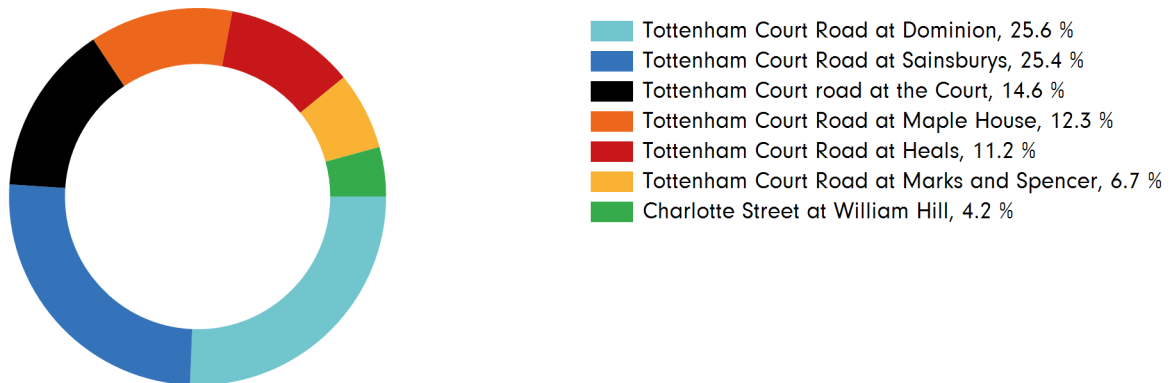 Tottenham Court Road at Dominion, 25.6 %
Tottenham Court Road at Sainsburys, 25.4 %
Tottenham Court road at the Court, 14.6 %
Tottenham Court Road at Maple House, 12.3 %
Tottenham Court Road at Heals, 11.2 %
Tottenham Court Road at Marks and Spencer, 6.7 %
Charlotte Street at William Hill, 4.2 %